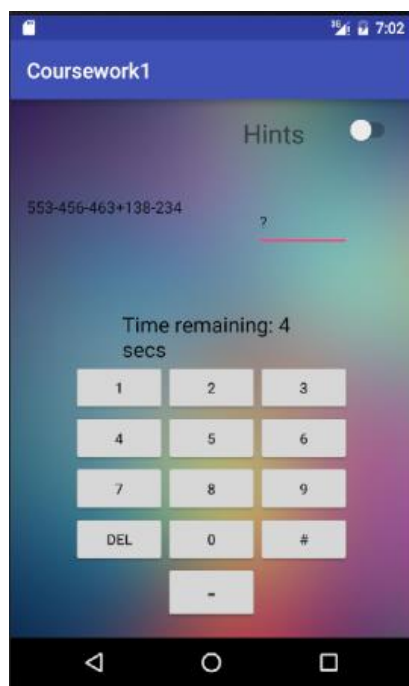 3G 7:02
Coursework1
Hints
553-456-463+138-234
?
Time remaining: 4
secs
1 2 3
4 5 6
7 8 9
DEL 0 #
-